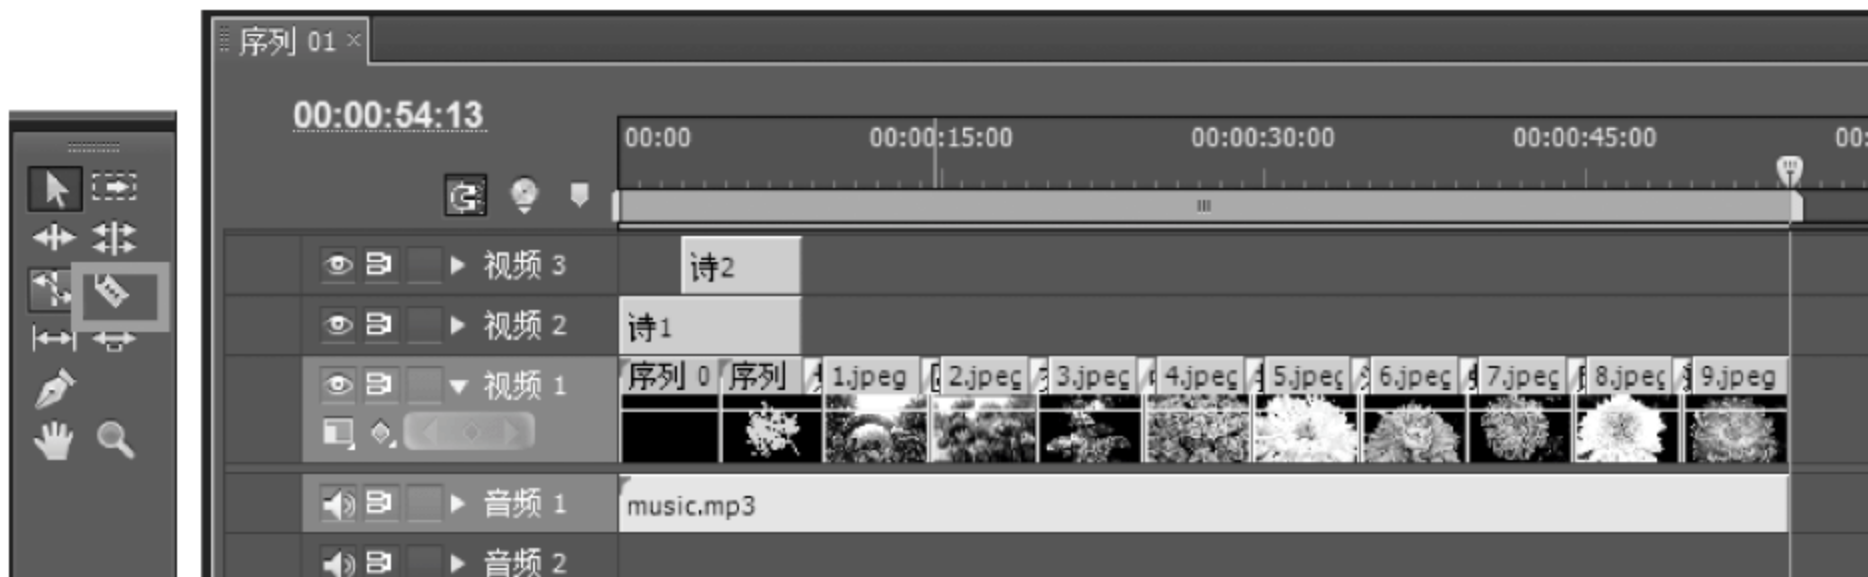 序列 01 ×
00:00:54:13
00:00 00:00:15:00 00:00:30:00 00:00:45:00 00:
视频 3 诗2
视频 2 诗1
视频 1 序列 0 序列 1.jpeg 2.jpeg 3.jpeg 4.jpeg 5.jpeg 6.jpeg 7.jpeg 8.jpeg 9.jpeg
音频 1 music.mp3
音频 2